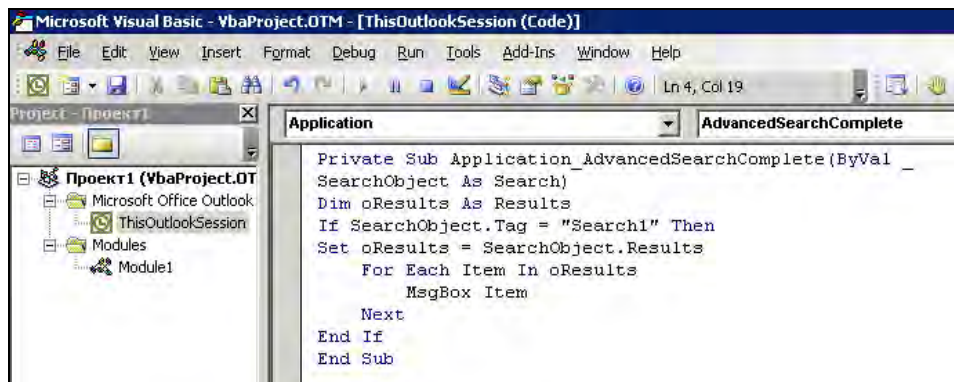 Microsoft Visual Basic - VbaProject.OTM - [ThisOutlookSession (Code)]
File Edit View Insert Format Debug Run Tools Add-Ins Window Help
Ln 4, Col 19
Project - Проект1
Application
AdvancedSearchComplete
Проект1 (VbaProject.OT
Microsoft Office Outlook
ThisOutlookSession
Modules
Module1
Private Sub Application_AdvancedSearchComplete(ByVal _
SearchObject As Search)
Dim oResults As Results
If SearchObject.Tag = "Search1" Then
Set oResults = SearchObject.Results
For Each Item In oResults
MsgBox Item
Next
End If
End Sub